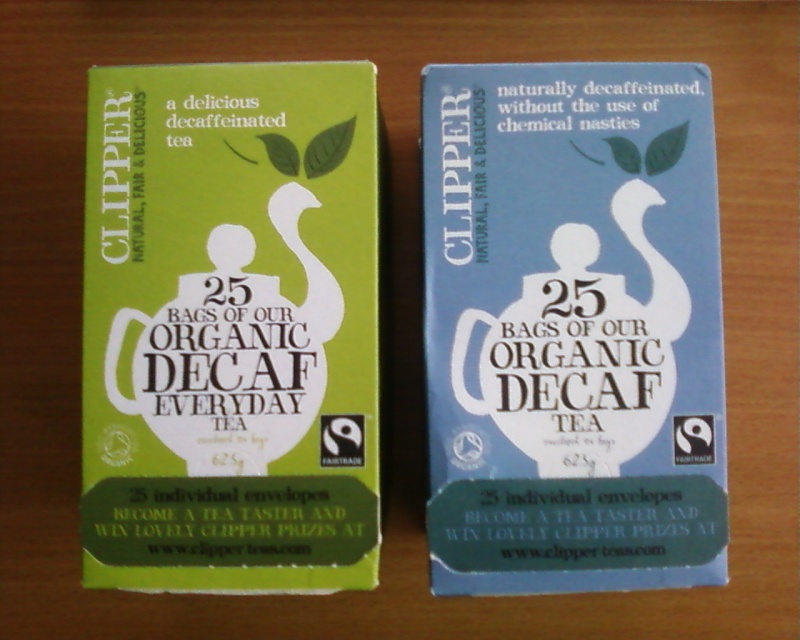 CLIPPER®
NATURAL, FAIR & DELICIOUS
a delicious
decaffeinated
tea
25
BAGS OF OUR
ORGANIC
DECAF
EVERYDAY
TEA
62.5g
ORGANIC
FAIRTRADE
25 individual envelopes
BECOME A TEA TASTER AND
WIN LOVELY CLIPPER PRIZES AT
www.clipper-teas.com
CLIPPER®
NATURAL, FAIR & DELICIOUS
naturally decaffeinated,
without the use of
chemical nasties
25
BAGS OF OUR
ORGANIC
DECAF
TEA
62.5g
ORGANIC
FAIRTRADE
25 individual envelopes
BECOME A TEA TASTER AND
WIN LOVELY CLIPPER PRIZES AT
www.clipper-teas.com